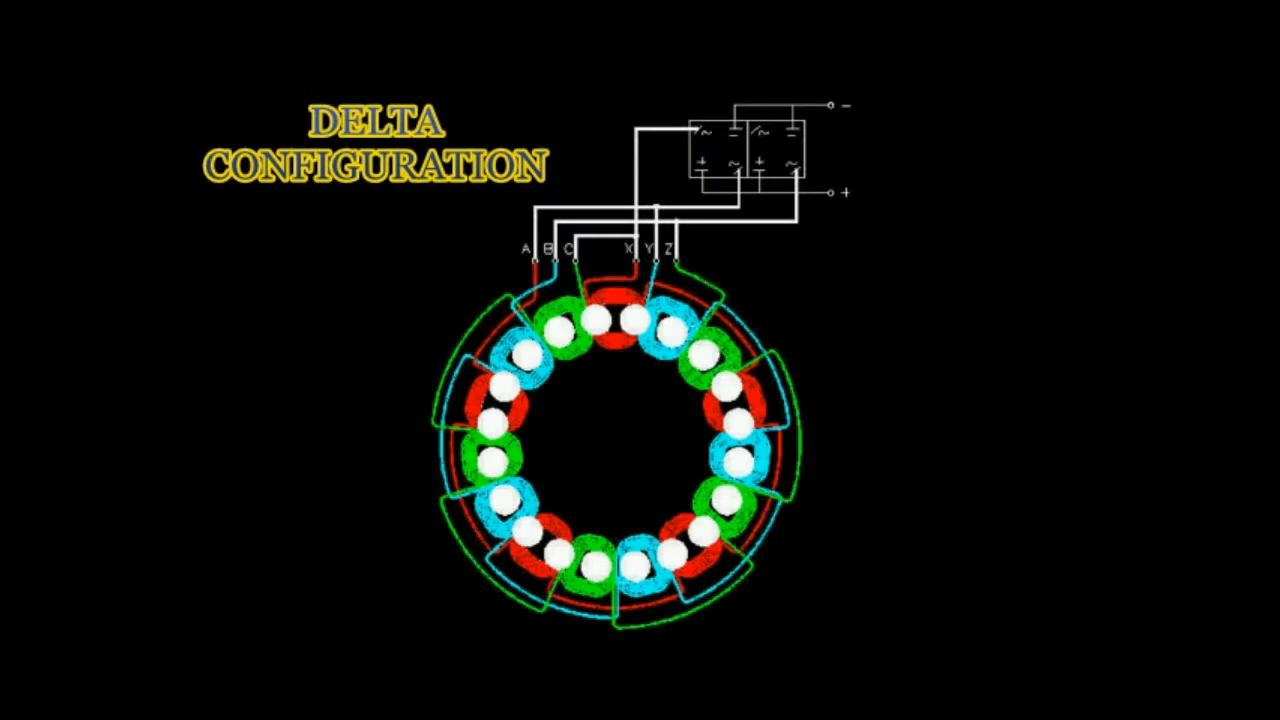 DELTA
CONFIGURATION
-
~ = ~ =
+ ~ + ~
+
A B C X Y Z